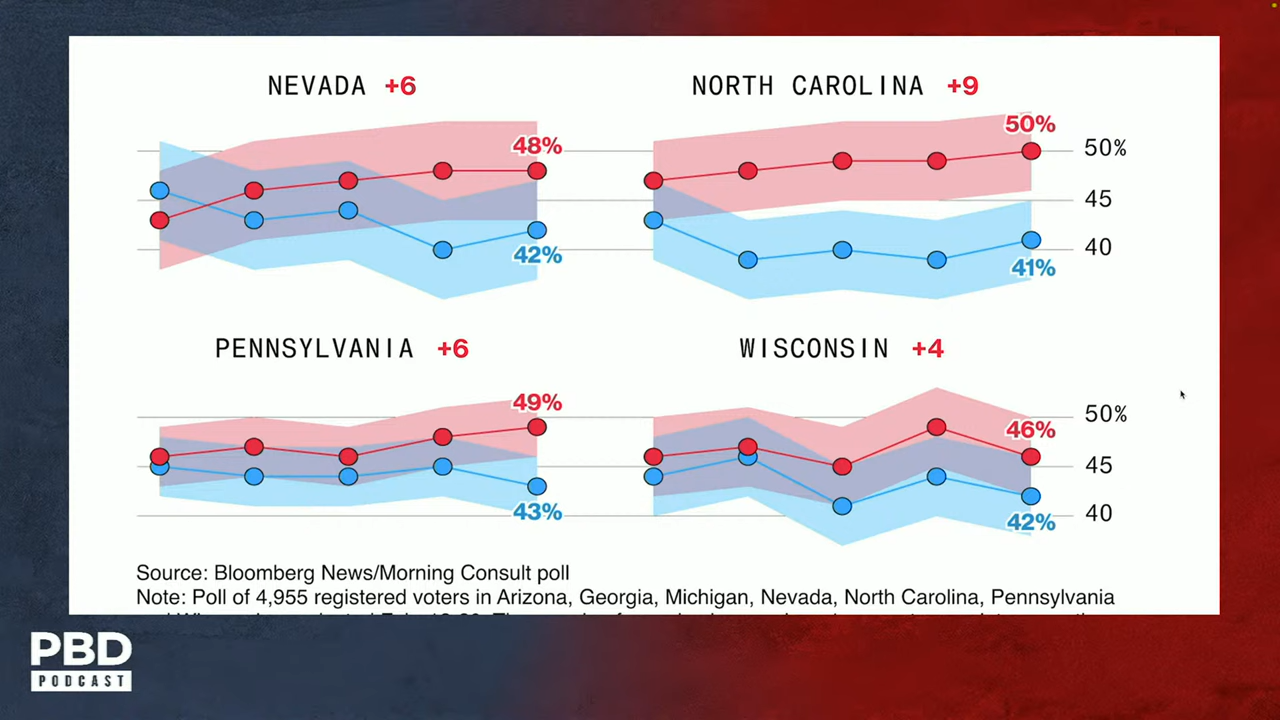 NEVADA +6
NORTH CAROLINA +9
48%
42%
50%
41%
50%
45
40
PENNSYLVANIA +6
WISCONSIN +4
49%
43%
46%
42%
50%
45
40
Source: Bloomberg News/Morning Consult poll
Note: Poll of 4,955 registered voters in Arizona, Georgia, Michigan, Nevada, North Carolina, Pennsylvania
PBD
PODCAST